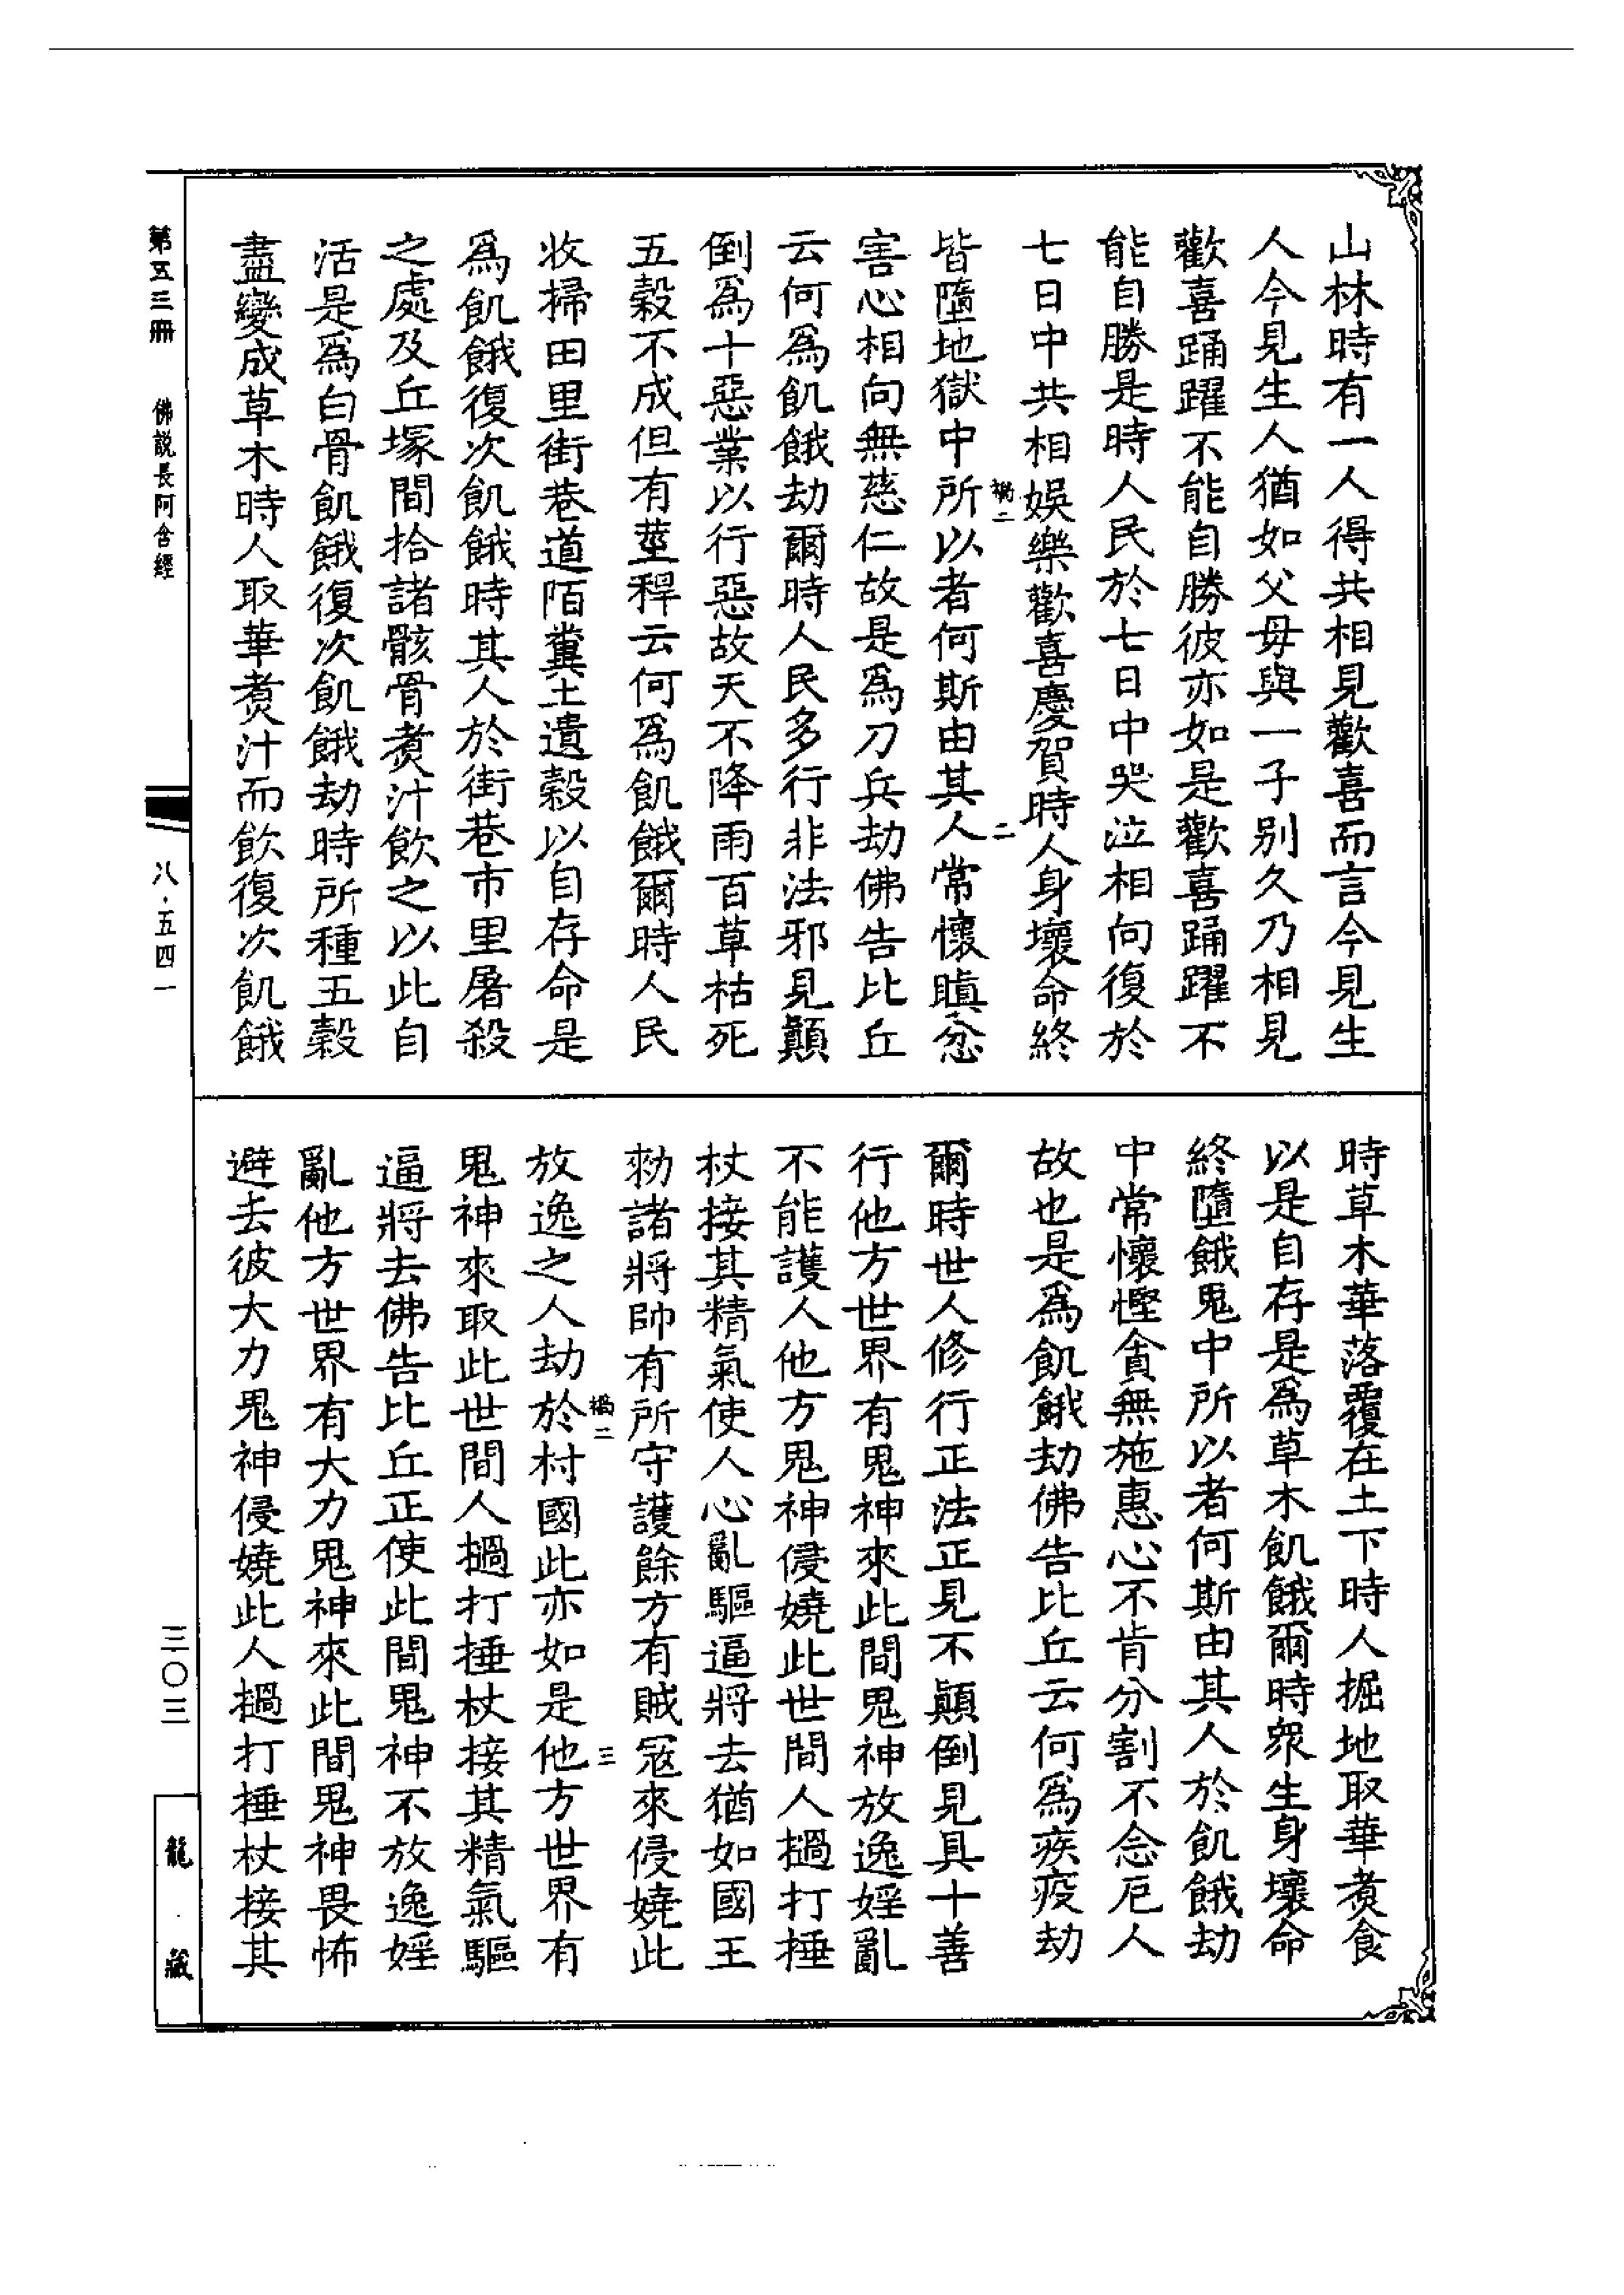 山林時有一人得共相見歡喜而言今見生
人今見生人猶如父母與一子別久乃相見
歡喜踊躍不能自勝彼亦如是歡喜踊躍不
能自勝是時人民於七日中哭泣相向復於
七日中共相娛樂歡喜慶賀時人身壞命終
二
皆墮地獄中所以者何斯由其人常懷瞋忿
害心相向無慈仁故是爲刀兵劫佛告比丘
云何爲飢餓劫爾時人民多行非法邪見顛
倒爲十惡業以行惡故天不降雨百草枯死
五穀不成但有莖稈云何爲飢餓爾時人民
收掃田里街巷道陌糞土遺穀以自存命是
爲飢餓復次飢餓時其人於街巷市里屠殺
之處及丘塚間拾諸骸骨煑汁飲之以此自
活是爲白骨飢餓復次飢餓劫時所種五穀
盡變成草木時人取華煑汁而飲復次飢餓
時草木華落覆在土下時人掘地取華煑食
以是自存是爲草木飢餓爾時衆生身壞命
終墮餓鬼中所以者何斯由其人於飢餓劫
中常懷慳貪無施惠心不肯分割不念厄人
故也是爲飢餓劫佛告比丘云何爲疾疫劫
爾時世人修行正法正見不顛倒見具十善
行他方世界有鬼神來此間鬼神放逸婬亂
不能護人他方鬼神侵嬈此世間人撾打捶
杖接其精氣使人心亂驅逼將去猶如國王
勑諸將帥有所守護餘方有賊寇來侵嬈此
三
放逸之人劫於村國此亦如是他方世界有
鬼神來取此世間人撾打捶杖接其精氣驅
逼將去佛告比丘正使此間鬼神不放逸婬
亂他方世界有大力鬼神來此間鬼神畏怖
避去彼大力鬼神侵嬈此人撾打捶杖接其
第五三冊
佛説長阿含經
八·五四一
三〇三
龍藏